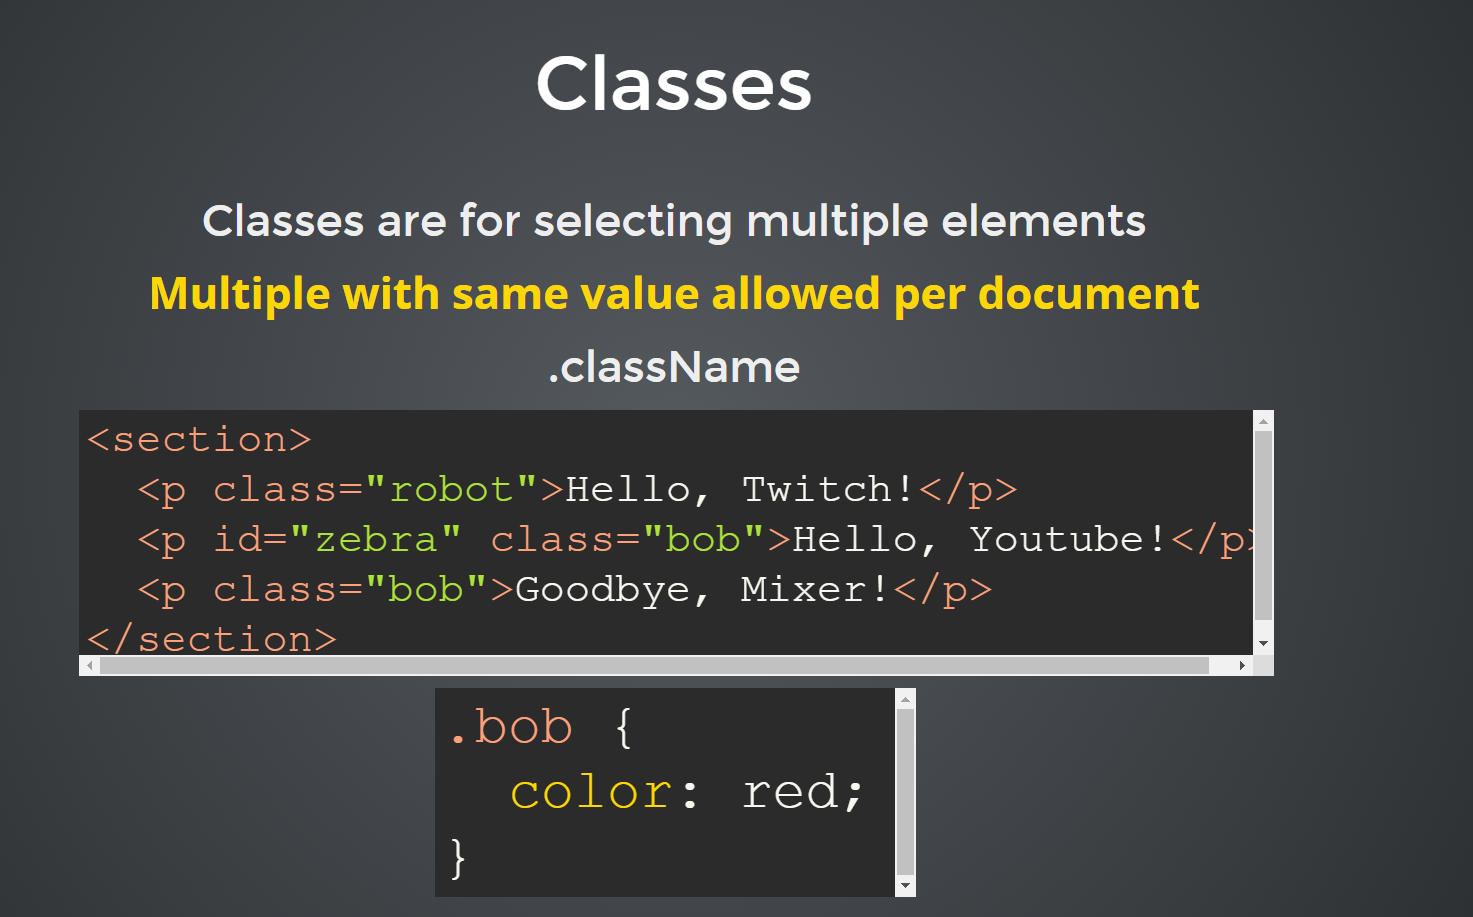 Classes
Classes are for selecting multiple elements
Multiple with same value allowed per document
.className
<section>
  <p class="robot">Hello, Twitch!</p>
  <p id="zebra" class="bob">Hello, Youtube!</p>
  <p class="bob">Goodbye, Mixer!</p>
</section>
.bob {
  color: red;
}